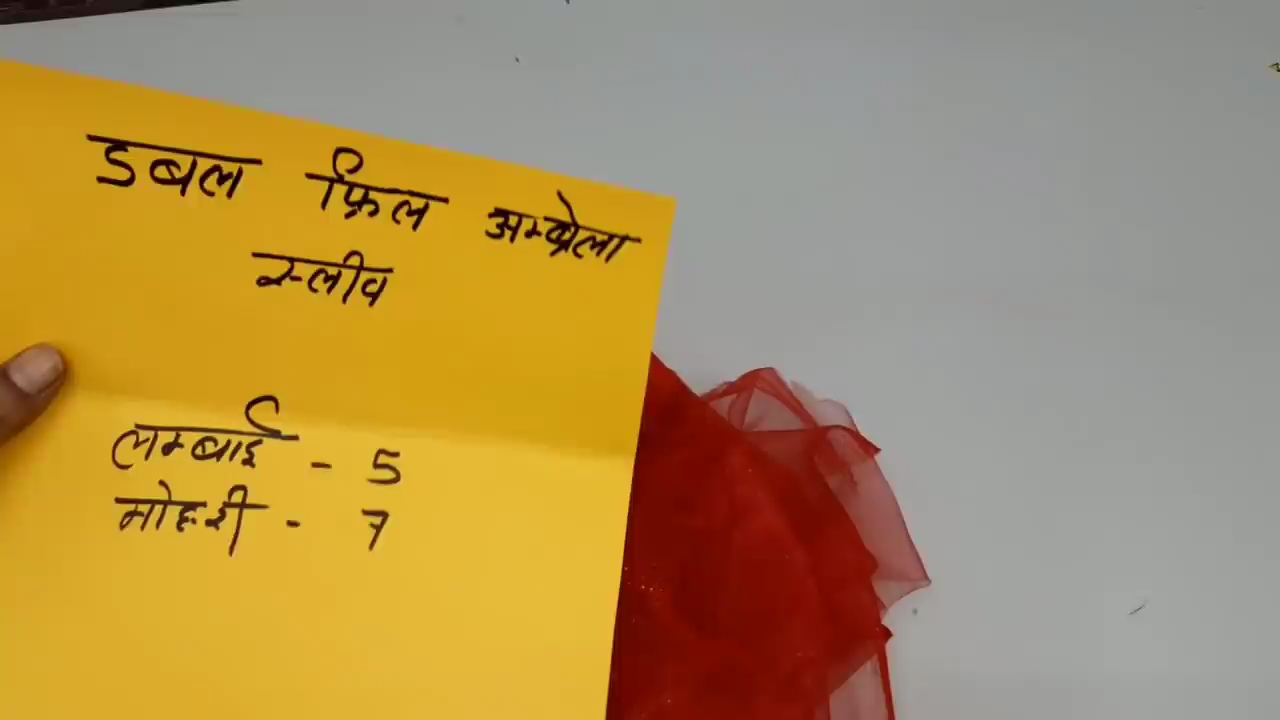 डबल फ्रिल अम्ब्रेला
स्लीव
लम्बाई - 5
मोहरी - 7